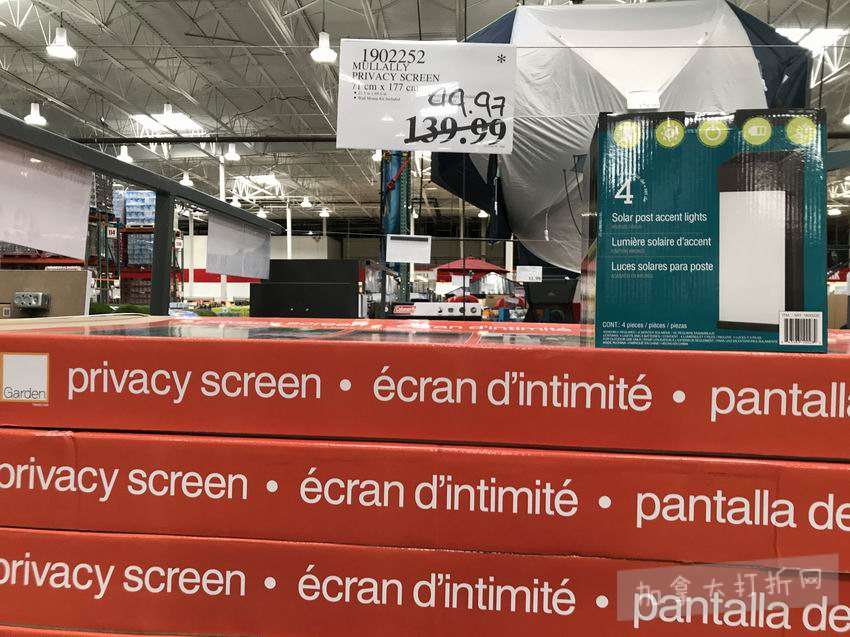 1902252 *
MULLALLY
PRIVACY SCREEN
71 cm x 177 cm
99.97
139.99
4
Solar post accent lights
Lumière solaire d'accent
Luces solares para poste
CONT.: 4 pieces / pièces / piezas
Garden
privacy screen • écran d'intimité • pantalla
privacy screen • écran d'intimité • pantalla de
privacy screen • écran d'intimité • pantalla de
加拿大打折网